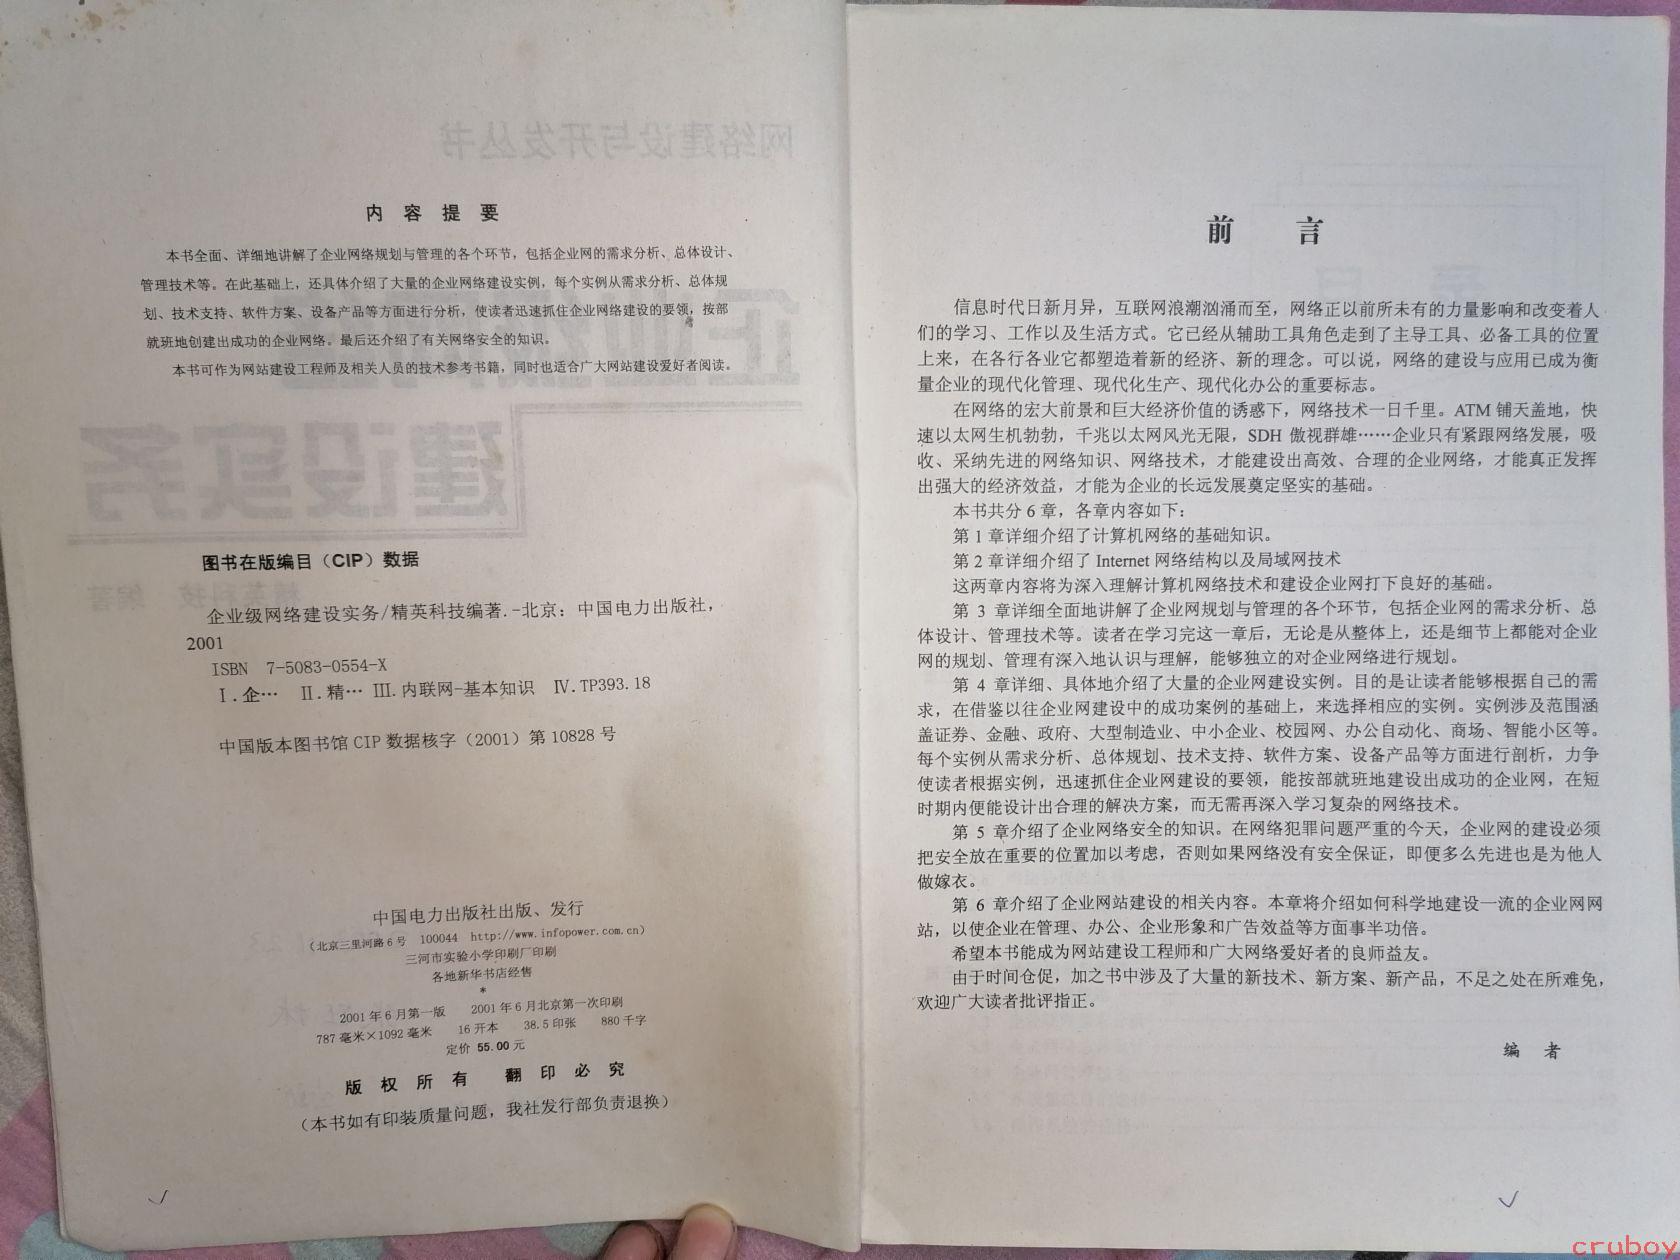 内 容 提 要
本书全面、详细地讲解了企业网络规划与管理的各个环节，包括企业网的需求分析、总体设计、
管理技术等。在此基础上，还具体介绍了大量的企业网络建设实例，每个实例从需求分析、总体规
划、技术支持、软件方案、设备产品等方面进行分析，使读者迅速抓住企业网络建设的要领，按部
就班地创建出成功的企业网络。最后还介绍了有关网络安全的知识。
本书可作为网站建设工程师及相关人员的技术参考书籍，同时也适合广大网站建设爱好者阅读。
图书在版编目（CIP）数据
企业级网络建设实务/精英科技编著.-北京：中国电力出版社，
2001
ISBN 7-5083-0554-X
Ⅰ.企… Ⅱ.精… Ⅲ.内联网-基本知识 Ⅳ.TP393.18
中国版本图书馆 CIP 数据核字（2001）第 10828 号
中国电力出版社出版、发行
（北京三里河路 6 号 100044 http://www.infopower.com.cn）
三河市实验小学印刷厂印刷
各地新华书店经售
*
2001 年 6 月第一版 2001 年 6 月北京第一次印刷
787 毫米×1092 毫米 16 开本 38.5 印张 880 千字
定价 55.00 元
版 权 所 有 翻 印 必 究
（本书如有印装质量问题，我社发行部负责退换）
前 言
信息时代日新月异，互联网浪潮汹涌而至，网络正以前所未有的力量影响和改变着人
们的学习、工作以及生活方式。它已经从辅助工具角色走到了主导工具、必备工具的位置
上来，在各行各业它都塑造着新的经济、新的理念。可以说，网络的建设与应用已成为衡
量企业的现代化管理、现代化生产、现代化办公的重要标志。
在网络的宏大前景和巨大经济价值的诱惑下，网络技术一日千里。ATM 铺天盖地，快
速以太网生机勃勃，千兆以太网风光无限，SDH 傲视群雄……企业只有紧跟网络发展，吸
收、采纳先进的网络知识、网络技术，才能建设出高效、合理的企业网络，才能真正发挥
出强大的经济效益，才能为企业的长远发展奠定坚实的基础。
本书共分 6 章，各章内容如下：
第 1 章详细介绍了计算机网络的基础知识。
第 2 章详细介绍了 Internet 网络结构以及局域网技术
这两章内容将为深入理解计算机网络技术和建设企业网打下良好的基础。
第 3 章详细全面地讲解了企业网规划与管理的各个环节，包括企业网的需求分析、总
体设计、管理技术等。读者在学习完这一章后，无论是从整体上，还是细节上都能对企业
网的规划、管理有深入地认识与理解，能够独立的对企业网络进行规划。
第 4 章详细、具体地介绍了大量的企业网建设实例。目的是让读者能够根据自己的需
求，在借鉴以往企业网建设中的成功案例的基础上，来选择相应的实例。实例涉及范围涵
盖证券、金融、政府、大型制造业、中小企业、校园网、办公自动化、商场、智能小区等。
每个实例从需求分析、总体规划、技术支持、软件方案、设备产品等方面进行剖析，力争
使读者根据实例，迅速抓住企业网建设的要领，能按部就班地建设出成功的企业网，在短
时期内便能设计出合理的解决方案，而无需再深入学习复杂的网络技术。
第 5 章介绍了企业网络安全的知识。在网络犯罪问题严重的今天，企业网的建设必须
把安全放在重要的位置加以考虑，否则如果网络没有安全保证，即便多么先进也是为他人
做嫁衣。
第 6 章介绍了企业网站建设的相关内容。本章将介绍如何科学地建设一流的企业网网
站，以使企业在管理、办公、企业形象和广告效益等方面事半功倍。
希望本书能成为网站建设工程师和广大网络爱好者的良师益友。
由于时间仓促，加之书中涉及了大量的新技术、新方案、新产品，不足之处在所难免，
欢迎广大读者批评指正。
编 者
cruboy